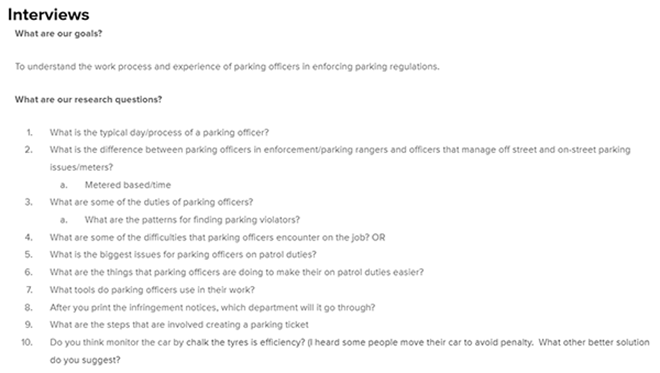 Interviews
What are our goals?
To understand the work process and experience of parking officers in enforcing parking regulations.
What are our research questions?
1. What is the typical day/process of a parking officer?
2. What is the difference between parking officers in enforcement/parking rangers and officers that manage off street and on-street parking
issues/meters?
a. Metered based/time
3. What are some of the duties of parking officers?
a. What are the patterns for finding parking violators?
4. What are some of the difficulties that parking officers encounter on the job? OR
5. What is the biggest issues for parking officers on patrol duties?
6. What are the things that parking officers are doing to make their on patrol duties easier?
7. What tools do parking officers use in their work?
8. After you print the infringement notices, which department will it go through?
9. What are the steps that are involved creating a parking ticket
10. Do you think monitor the car by chalk the tyres is efficiency? (I heard some people move their car to avoid penalty. What other better solution
do you suggest?